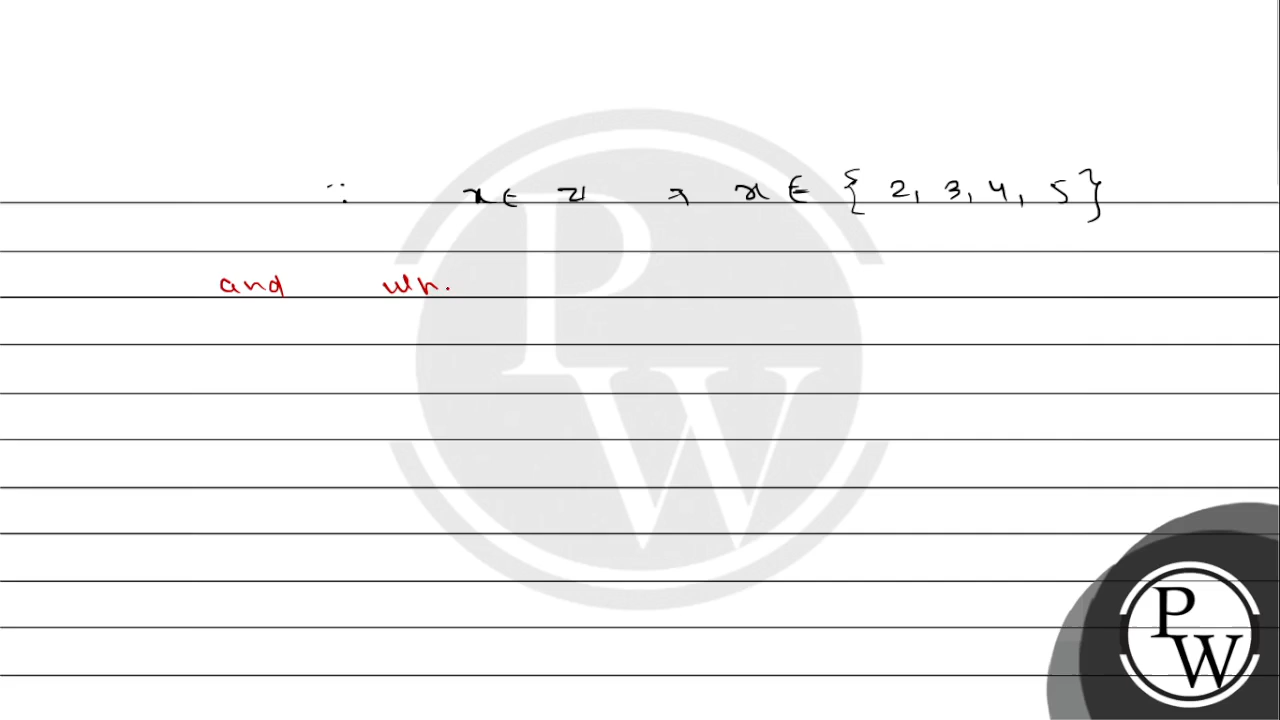 ∵ x ∈ Z ⇒ x ∈ { 2, 3, 4, 5 }
and
P
W
P
W